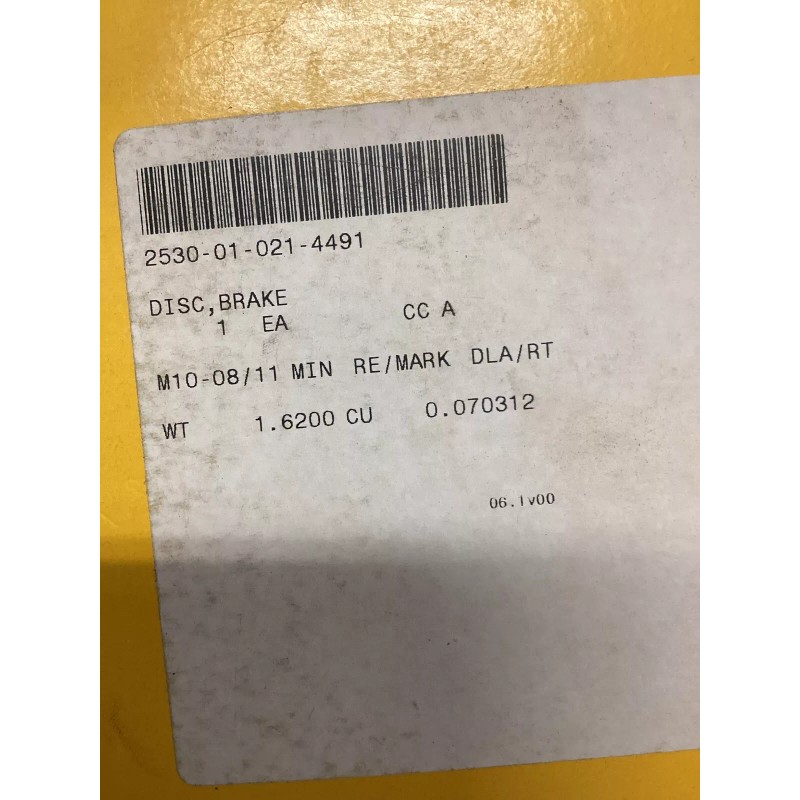 2530-01-021-4491
DISC,BRAKE
1 EA CC A
M10-08/11 MIN RE/MARK DLA/RT
WT 1.6200 CU 0.070312
06.1v00